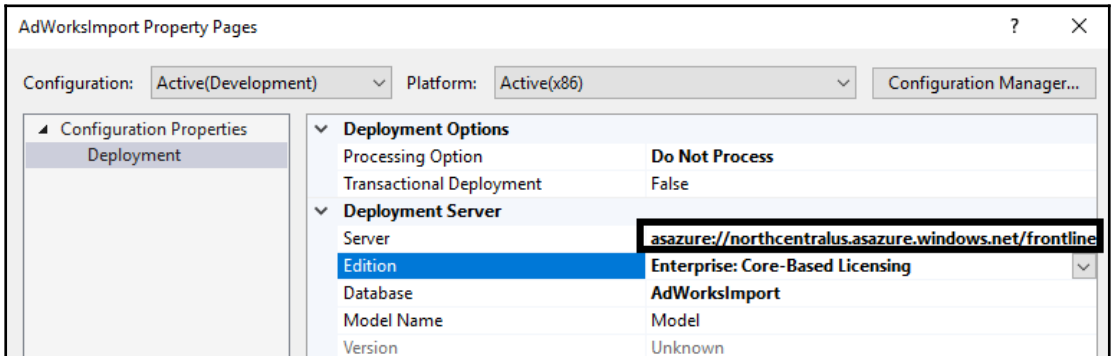 AdWorksImport Property Pages ?
Configuration: Active(Development) Platform: Active(x86) Configuration Manager...
Configuration Properties
Deployment
Deployment Options
Processing Option Do Not Process
Transactional Deployment False
Deployment Server
Server asazure://northcentralus.asazure.windows.net/frontline
Edition Enterprise: Core-Based Licensing
Database AdWorksImport
Model Name Model
Version Unknown